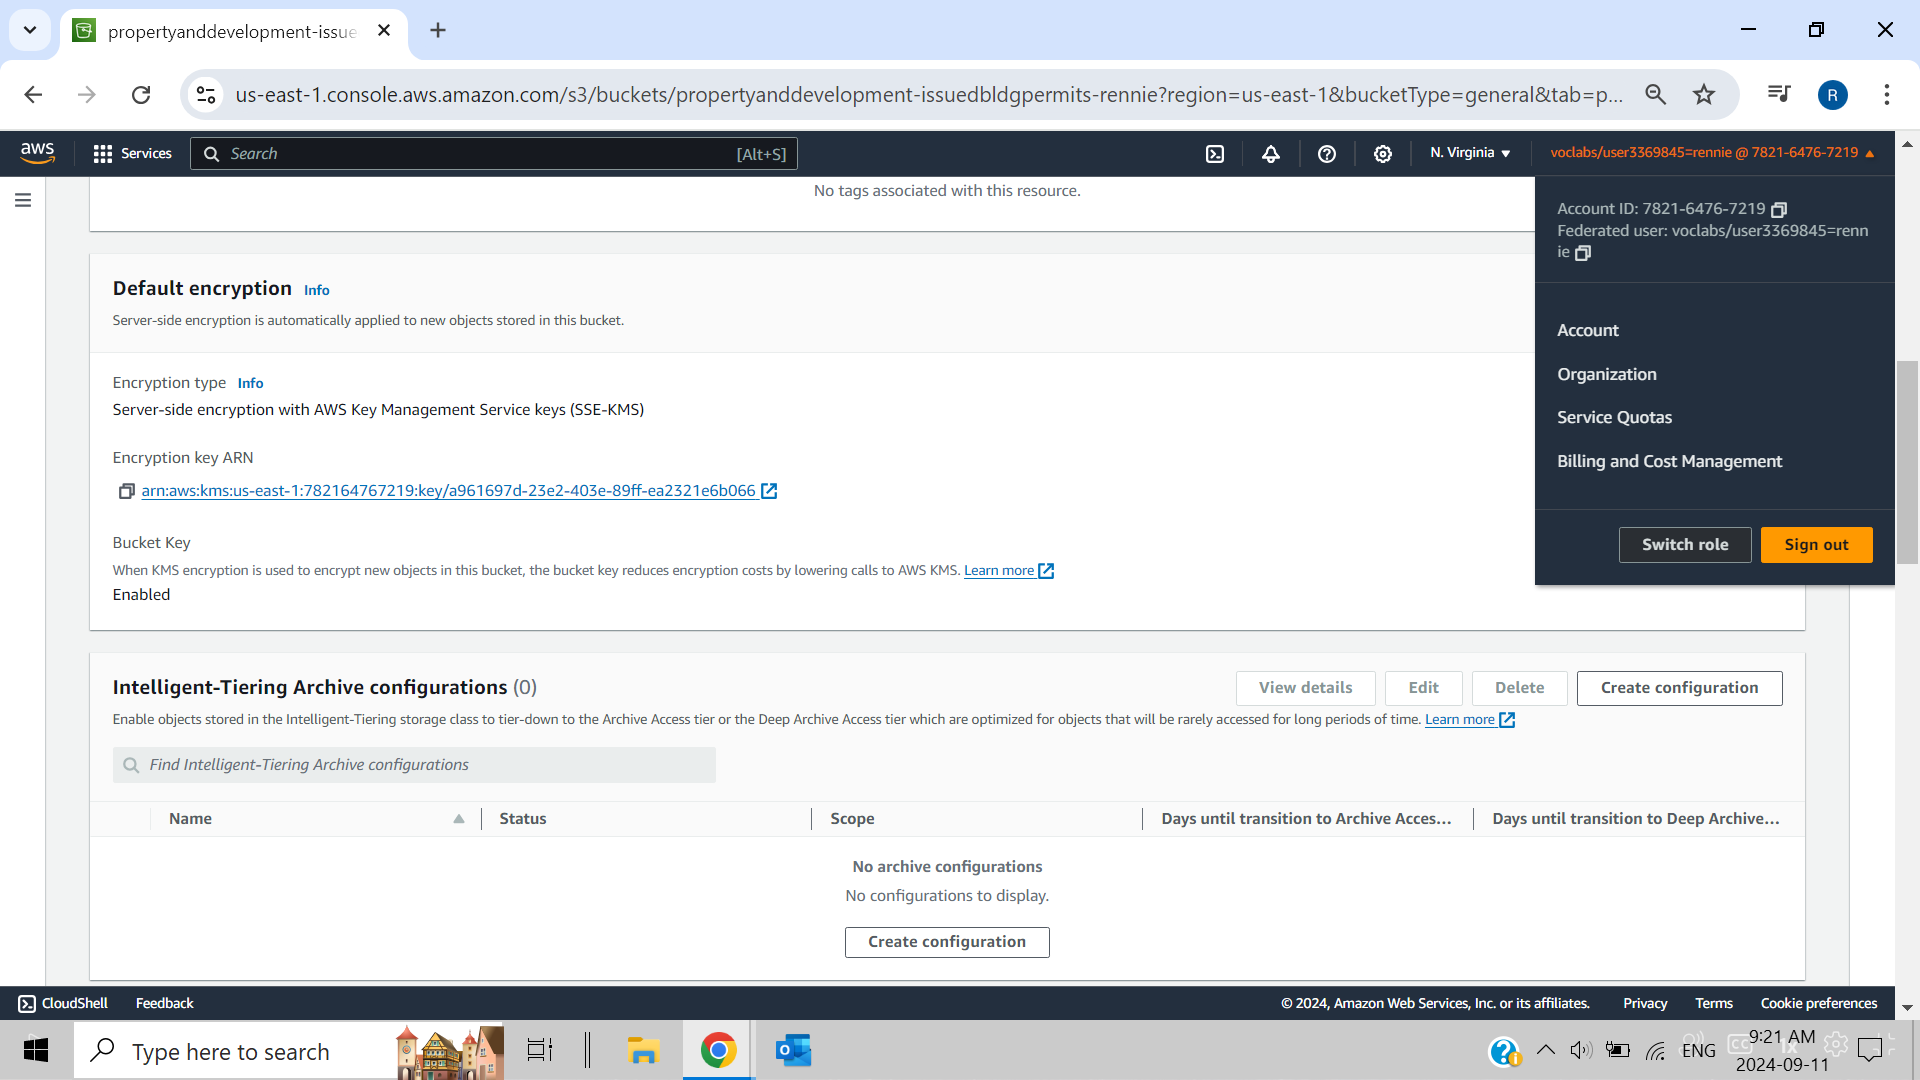 propertyanddevelopment-issue
us-east-1.console.aws.amazon.com/s3/buckets/propertyanddevelopment-issuedbldgpermits-rennie?region=us-east-1&bucketType=general&tab=p...
R
aws
Services
Search
[Alt+S]
N. Virginia
voclabs/user3369845=rennie @ 7821-6476-7219
No tags associated with this resource.
Account ID: 7821-6476-7219
Federated user: voclabs/user3369845=renn
ie
Account
Organization
Service Quotas
Billing and Cost Management
Switch role
Sign out
Default encryption Info
Server-side encryption is automatically applied to new objects stored in this bucket.
Encryption type Info
Server-side encryption with AWS Key Management Service keys (SSE-KMS)
Encryption key ARN
arn:aws:kms:us-east-1:782164767219:key/a961697d-23e2-403e-89ff-ea2321e6b066
Bucket Key
When KMS encryption is used to encrypt new objects in this bucket, the bucket key reduces encryption costs by lowering calls to AWS KMS. Learn more
Enabled
Intelligent-Tiering Archive configurations (0)
View details
Edit
Delete
Create configuration
Enable objects stored in the Intelligent-Tiering storage class to tier-down to the Archive Access tier or the Deep Archive Access tier which are optimized for objects that will be rarely accessed for long periods of time. Learn more
Find Intelligent-Tiering Archive configurations
Name
Status
Scope
Days until transition to Archive Acces...
Days until transition to Deep Archive...
No archive configurations
No configurations to display.
Create configuration
CloudShell
Feedback
© 2024, Amazon Web Services, Inc. or its affiliates.
Privacy
Terms
Cookie preferences
Type here to search
ENG
CC
1x
9:21 AM
2024-09-11